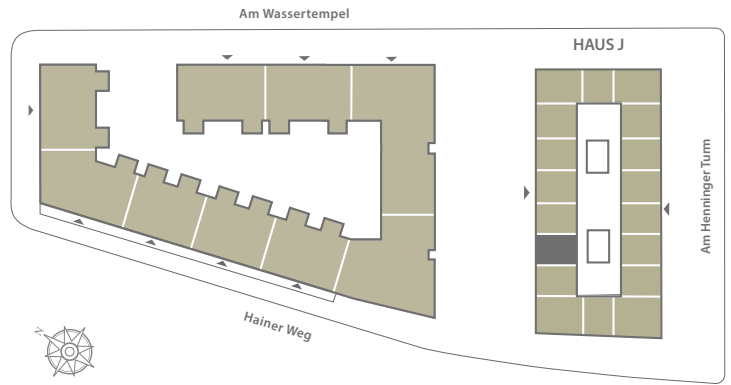 Am Wassertempel
HAUS J
Am Henninger Turm
Hainer Weg
N